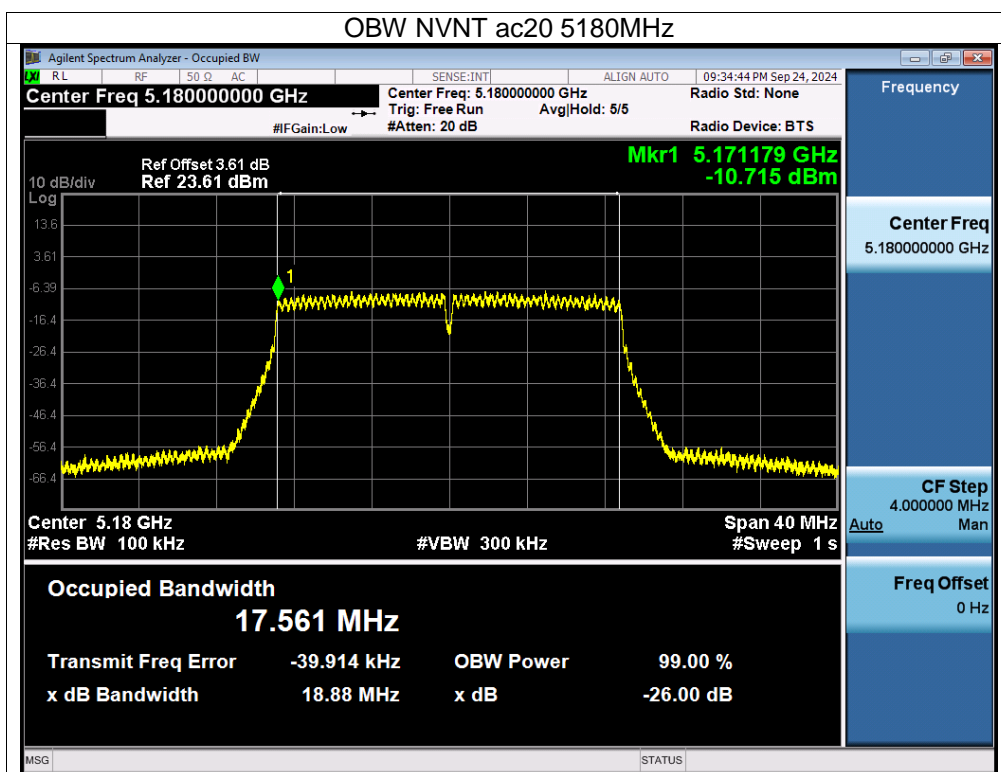 OBW NVNT ac20 5180MHz
Agilent Spectrum Analyzer - Occupied BW
LXI RL RF 50 Ω AC SENSE:INT ALIGN AUTO 09:34:44 PM Sep 24, 2024
Center Freq 5.180000000 GHz Center Freq: 5.180000000 GHz Radio Std: None
Trig: Free Run Avg|Hold: 5/5
#IFGain:Low #Atten: 20 dB Radio Device: BTS
Frequency
Mkr1 5.171179 GHz
-10.715 dBm
Ref Offset 3.61 dB
10 dB/div Ref 23.61 dBm
Log
13.6
3.61
-6.39
-16.4
-26.4
-36.4
-46.4
-56.4
-66.4
1
Center 5.18 GHz Span 40 MHz
#Res BW 100 kHz #VBW 300 kHz #Sweep 1 s
Center Freq
5.180000000 GHz
CF Step
4.000000 MHz
Auto Man
Freq Offset
0 Hz
Occupied Bandwidth
17.561 MHz
Transmit Freq Error -39.914 kHz OBW Power 99.00 %
x dB Bandwidth 18.88 MHz x dB -26.00 dB
MSG STATUS